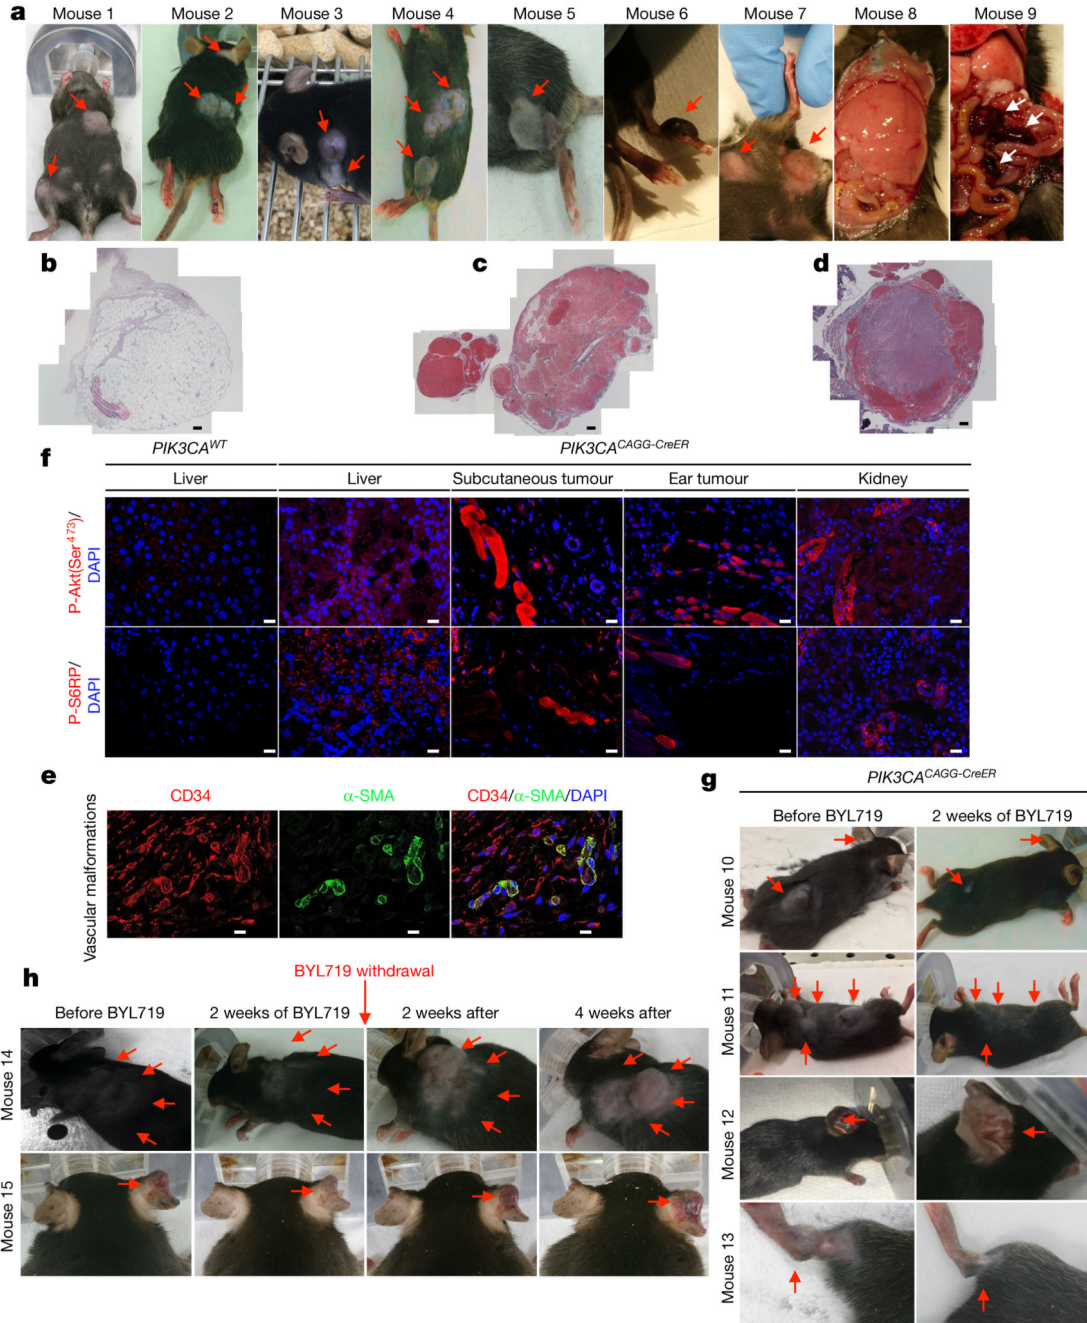 a
Mouse 1
Mouse 2
Mouse 3
Mouse 4
Mouse 5
Mouse 6
Mouse 7
Mouse 8
Mouse 9
b
c
d
f
PIK3CA^WT
PIK3CA^CAGG-CreER
Liver
Liver
Subcutaneous tumour
Ear tumour
Kidney
P-Akt(Ser^473)/
DAPI
P-S6RP/
DAPI
e
CD34
α-SMA
CD34/α-SMA/DAPI
Vascular malformations
g
PIK3CA^CAGG-CreER
Before BYL719
2 weeks of BYL719
Mouse 10
Mouse 11
Mouse 12
Mouse 13
h
BYL719 withdrawal
Before BYL719
2 weeks of BYL719
2 weeks after
4 weeks after
Mouse 14
Mouse 15